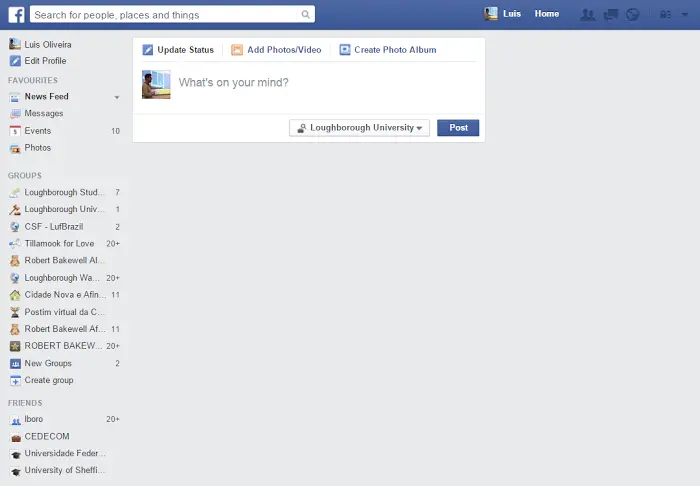 f
Search for people, places and things
Luis
Home
Luis Oliveira
Edit Profile
FAVOURITES
News Feed
Messages
Events 10
Photos
GROUPS
Loughborough Stud... 7
Loughborough Univ... 1
CSF - LufBrazil 2
Tillamook for Love 20+
Robert Bakewell Al...
Loughborough Wa... 20+
Cidade Nova e Afin... 11
Postim virtual da C...
Robert Bakewell Af... 11
ROBERT BAKEW... 20+
New Groups 2
Create group
FRIENDS
lboro 20+
CEDECOM
Universidade Feder...
University of Sheffi...
Update Status
Add Photos/Video
Create Photo Album
What's on your mind?
Loughborough University
Post